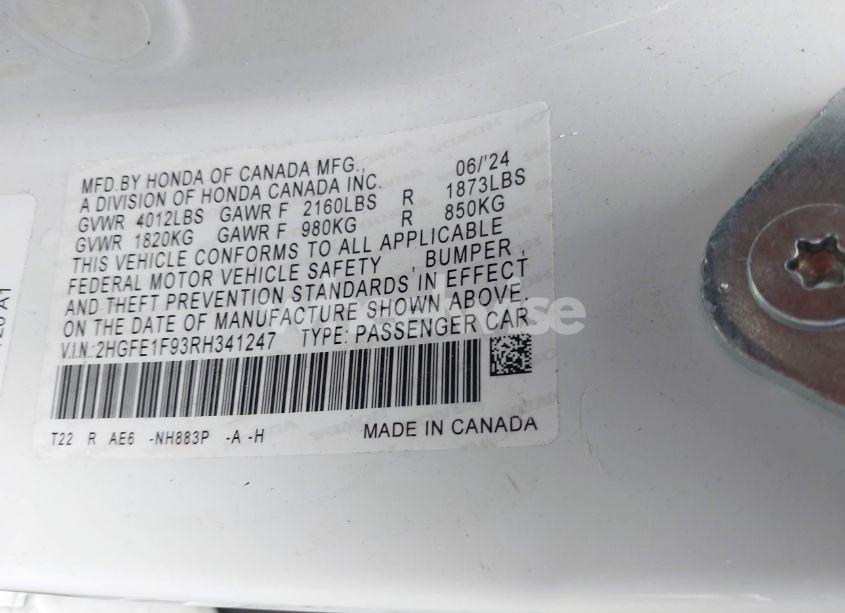 MFD.BY HONDA OF CANADA MFG., 06/'24
A DIVISION OF HONDA CANADA INC.
GVWR 4012LBS GAWR F 2160LBS R 1873LBS
GVWR 1820KG GAWR F 980KG R 850KG
THIS VEHICLE CONFORMS TO ALL APPLICABLE
FEDERAL MOTOR VEHICLE SAFETY , BUMPER ,
AND THEFT PREVENTION STANDARDS IN EFFECT
ON THE DATE OF MANUFACTURE SHOWN ABOVE.
V.I.N.:2HGFE1F93RH341247 TYPE: PASSENGER CAR
T22 R AE6 -NH883P -A -H MADE IN CANADA